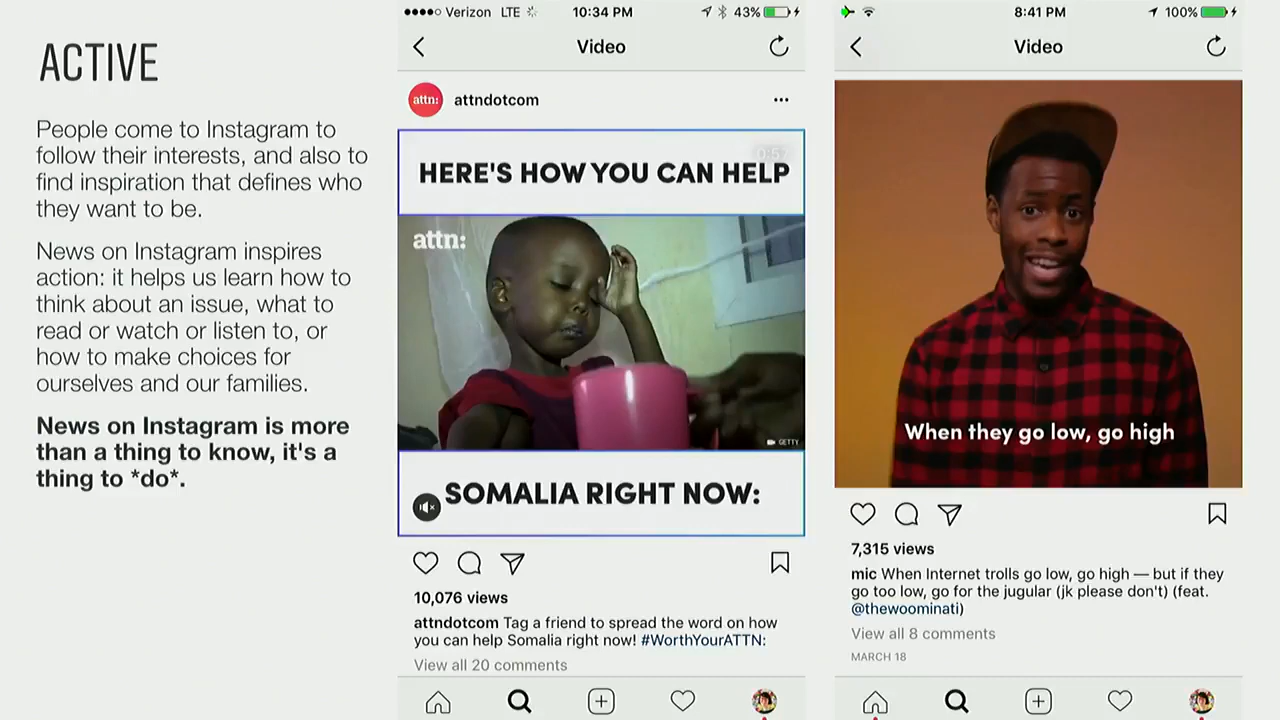 ACTIVE
People come to Instagram to
follow their interests, and also to
find inspiration that defines who
they want to be.
News on Instagram inspires
action: it helps us learn how to
think about an issue, what to
read or watch or listen to, or
how to make choices for
ourselves and our families.
News on Instagram is more
than a thing to know, it's a
thing to *do*.
Verizon LTE 10:34 PM 43%
Video
attn: attndotcom
0:57
HERE'S HOW YOU CAN HELP
attn:
GETTY
SOMALIA RIGHT NOW:
10,076 views
attndotcom Tag a friend to spread the word on how
you can help Somalia right now! #WorthYourATTN:
View all 20 comments
8:41 PM 100%
Video
When they go low, go high
7,315 views
mic When Internet trolls go low, go high — but if they
go too low, go for the jugular (jk please don't) (feat.
@thewoominati)
View all 8 comments
MARCH 18